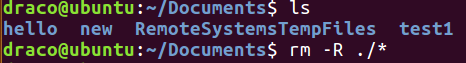 draco@ubuntu:~/Documents$ ls
hello  new  RemoteSystemsTempFiles  test1
draco@ubuntu:~/Documents$ rm -R ./*